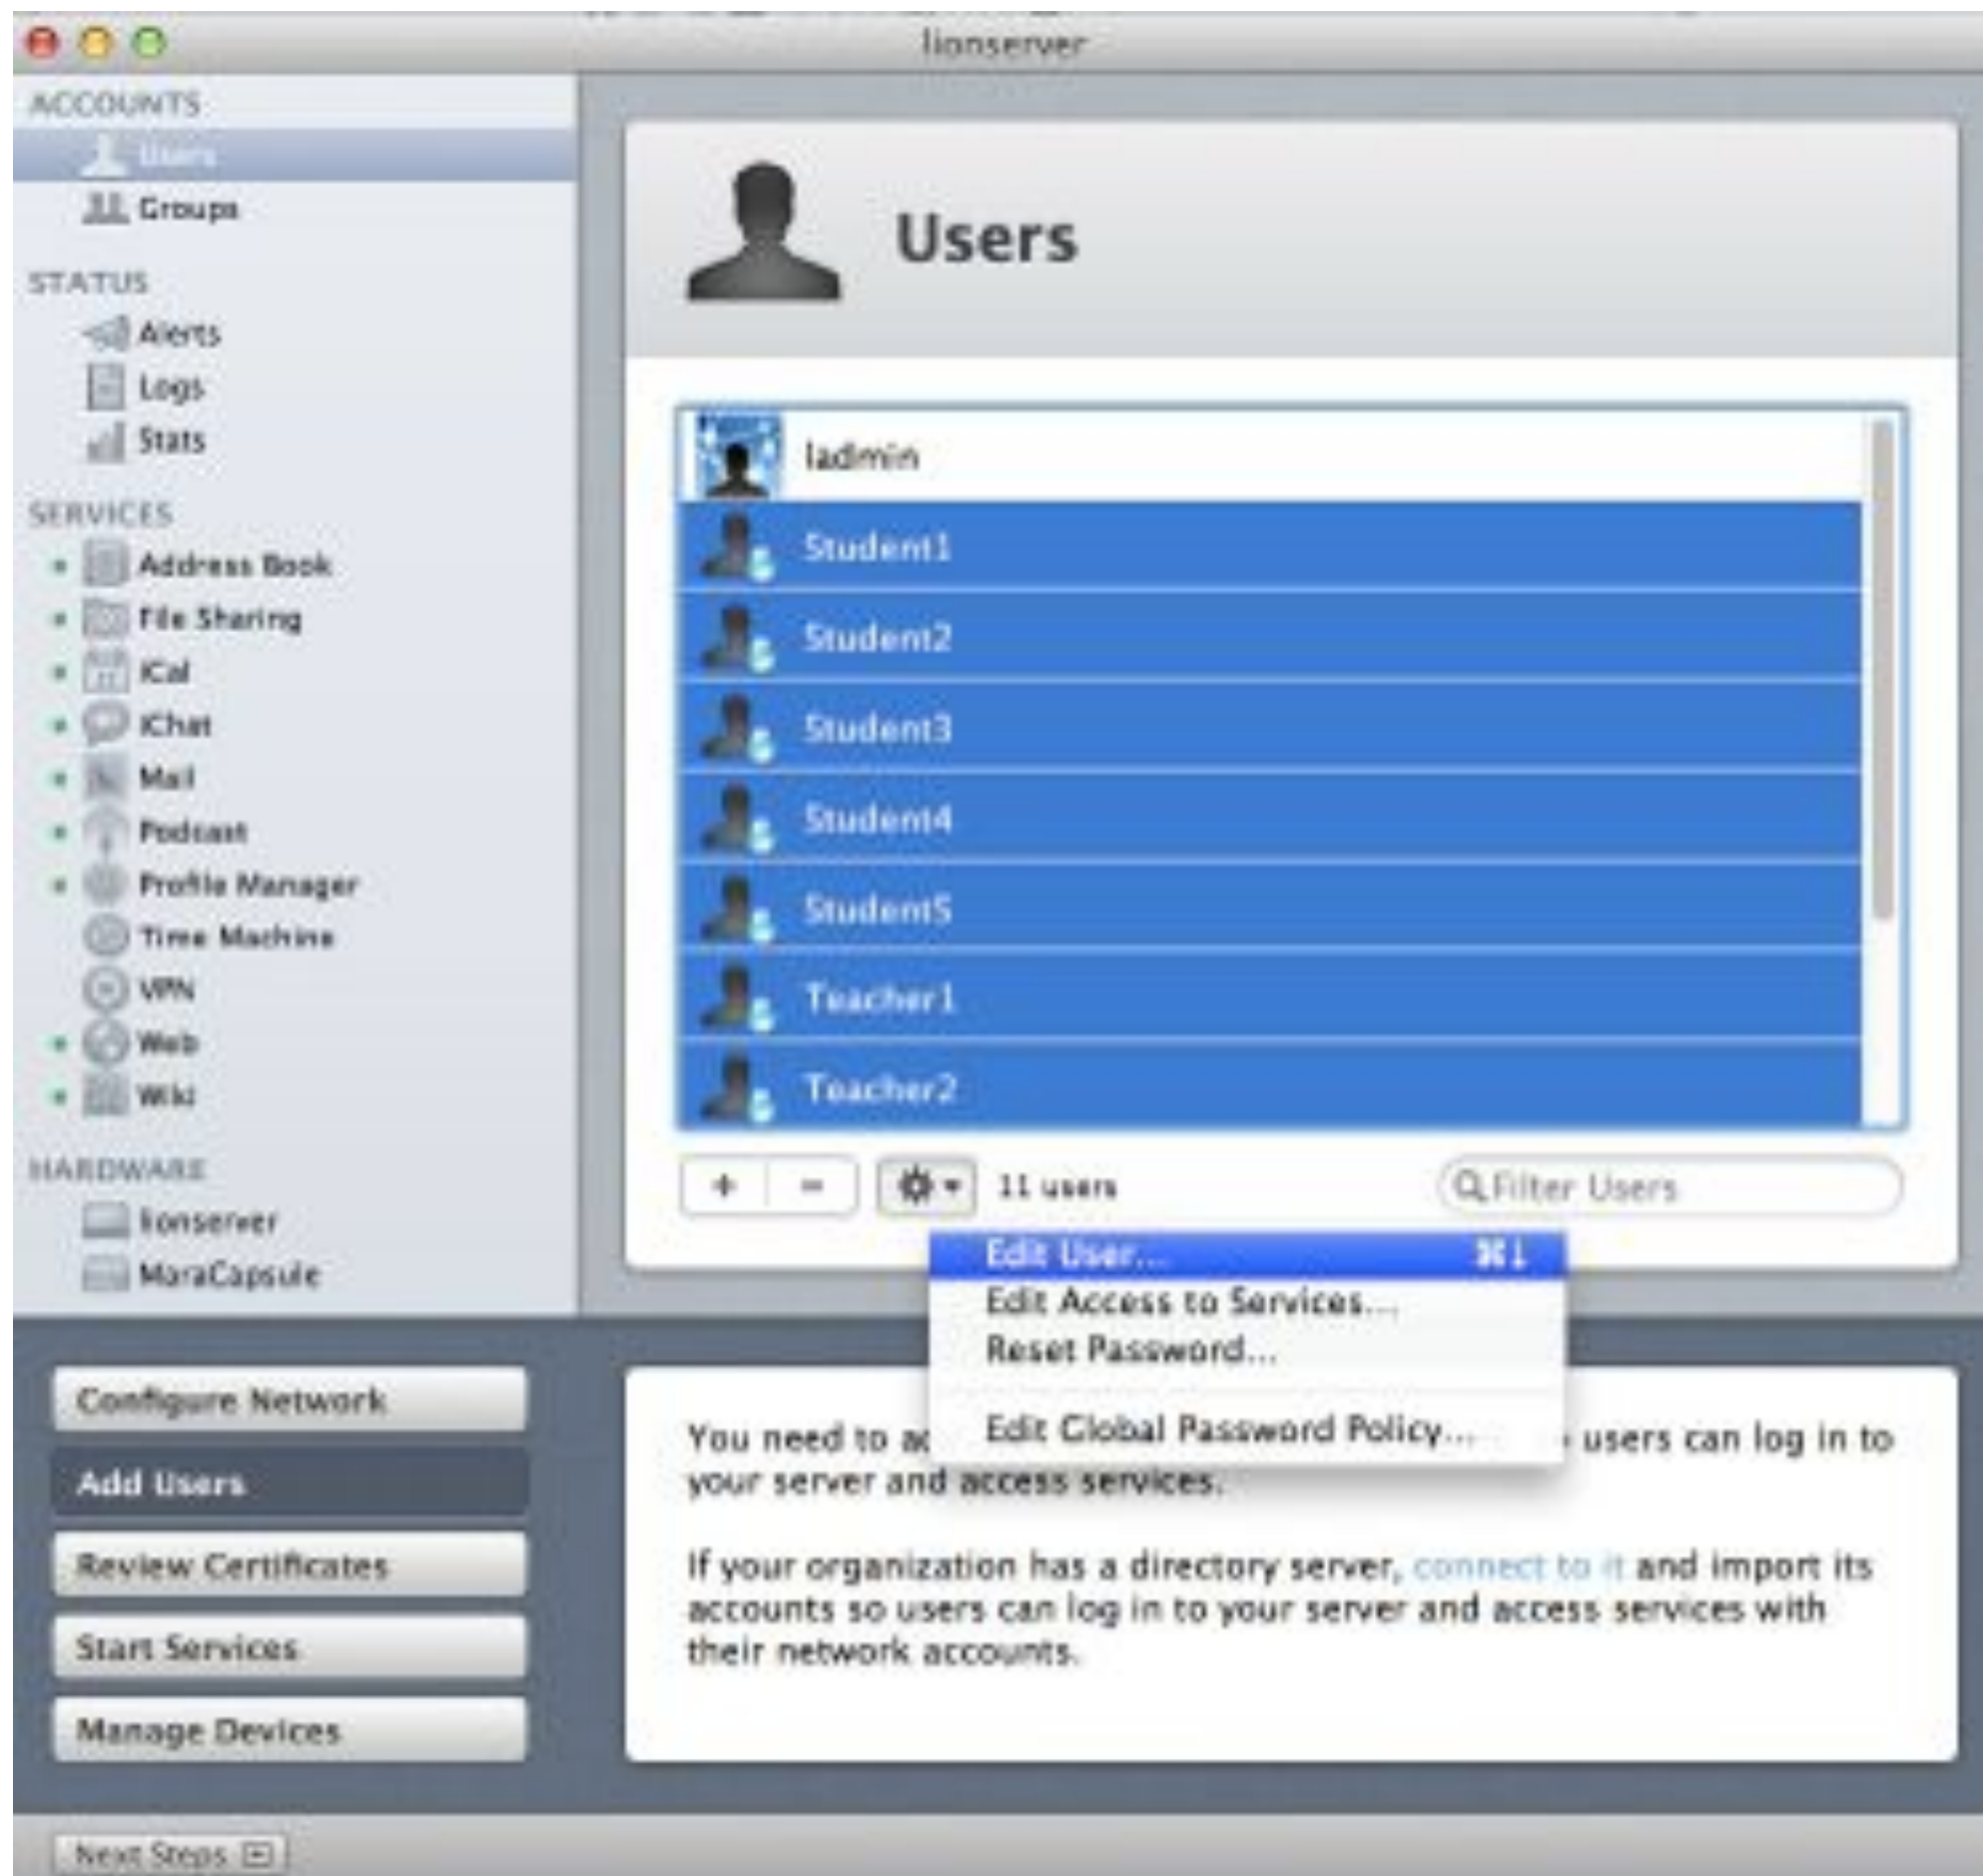 lionserver
ACCOUNTS
Users
Groups
STATUS
Alerts
Logs
Stats
SERVICES
Address Book
File Sharing
iCal
iChat
Mail
Podcast
Profile Manager
Time Machine
VPN
Web
Wiki
HARDWARE
lionserver
MaraCapsule
Users
ladmin
Student1
Student2
Student3
Student4
Student5
Teacher1
Teacher2
+ − 11 users Filter Users
Edit User... ⌘↓
Edit Access to Services...
Reset Password...
Edit Global Password Policy...
Configure Network
Add Users
Review Certificates
Start Services
Manage Devices
You need to users can log in to
your server and access services.
If your organization has a directory server, connect to it and import its
accounts so users can log in to your server and access services with
their network accounts.
Next Steps